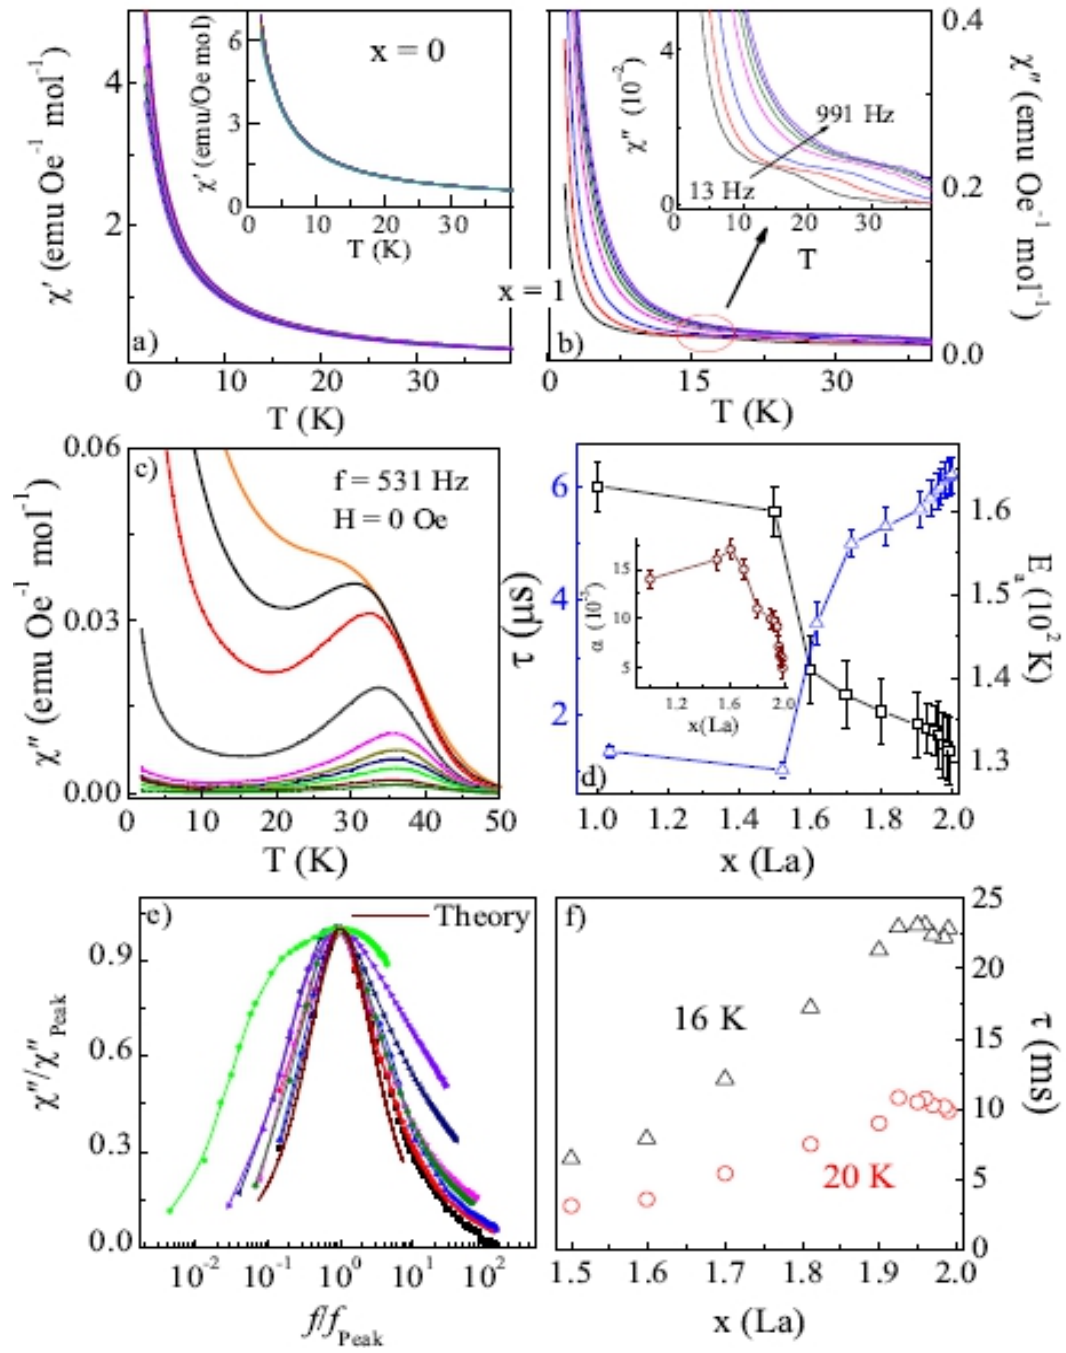 χ′ (emu Oe⁻¹ mol⁻¹)
4
2
χ′ (emu/Oe mol)
6
3
0
x = 0
0 10 20 30
T (K)
a)
0 10 20 30
T (K)
x = 1
χ″ (10⁻²)
4
2
0
991 Hz
13 Hz
0 10 20 30
T
b)
0 15 30
T (K)
0.4
0.2
0.0
χ″ (emu Oe⁻¹ mol⁻¹)
χ″ (emu Oe⁻¹ mol⁻¹)
0.06
0.03
0.00
c)
f = 531 Hz
H = 0 Oe
0 10 20 30 40 50
T (K)
τ (μs)
6
4
2
α (10⁻²)
15
10
5
1.2 1.6 2.0
x(La)
d)
1.0 1.2 1.4 1.6 1.8 2.0
x (La)
1.6
1.5
1.4
1.3
Eₐ (10² K)
χ″/χ″Peak
0.9
0.6
0.3
0.0
e)
Theory
10⁻² 10⁻¹ 10⁰ 10¹ 10²
f/fPeak
f)
16 K
20 K
1.5 1.6 1.7 1.8 1.9 2.0
x (La)
25
20
15
10
5
0
τ (ms)